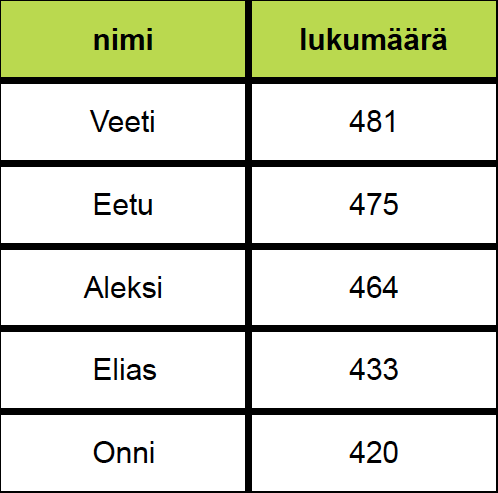 nimi lukumäärä
Veeti 481
Eetu 475
Aleksi 464
Elias 433
Onni 420